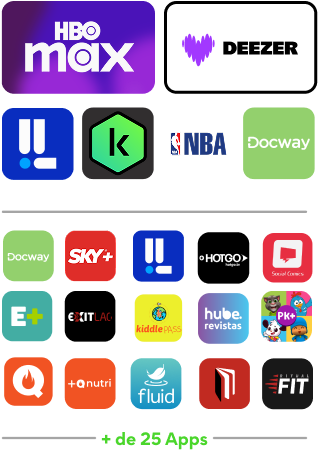 HBO
max
DEEZER
k
NBA
Docway
Docway
SKY+
HOTGO
Social Comics
E+
EXITLAG
kiddle PASS
hube.
revistas
PK+
Q
+Q nutri
fluid
RITUAL
FIT
+ de 25 Apps